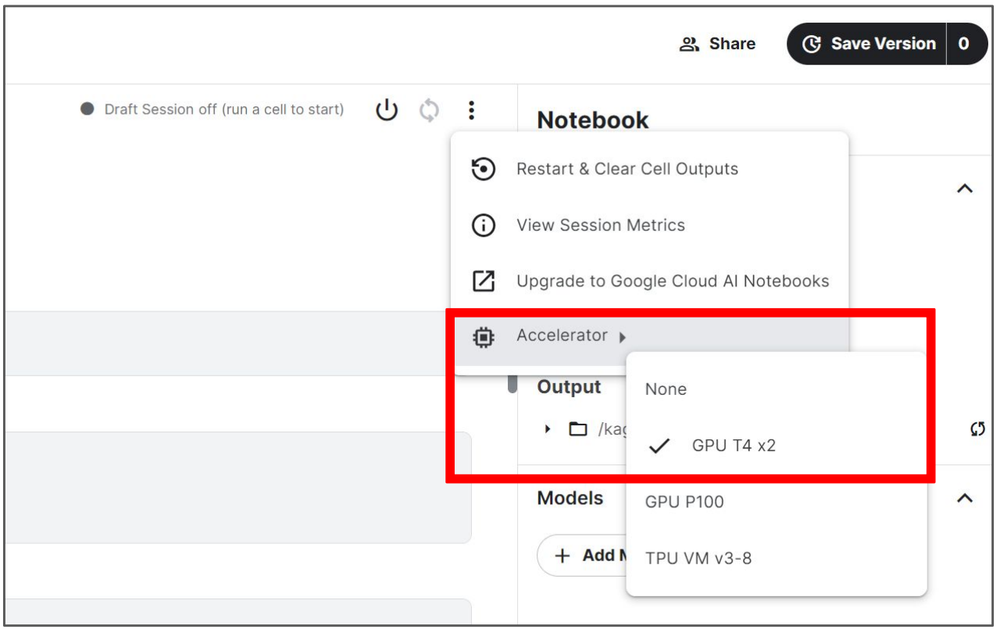 Share
Save Version
0
Draft Session off (run a cell to start)
Notebook
Restart & Clear Cell Outputs
View Session Metrics
Upgrade to Google Cloud AI Notebooks
Accelerator
Output
None
GPU T4 x2
Models
GPU P100
Add
TPU VM v3-8